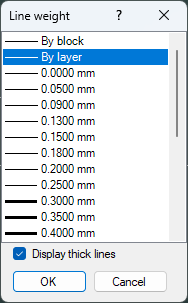 Line weight
?
By block
By layer
0.0000 mm
0.0500 mm
0.0900 mm
0.1300 mm
0.1500 mm
0.1800 mm
0.2000 mm
0.2500 mm
0.3000 mm
0.3500 mm
0.4000 mm
Display thick lines
OK Cancel